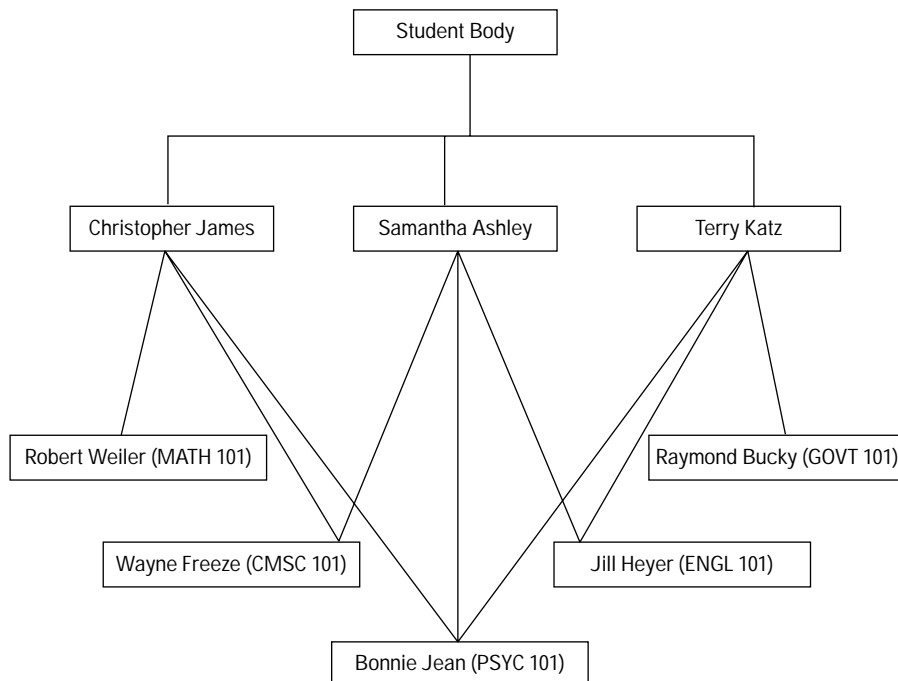 Student Body
Christopher James
Samantha Ashley
Terry Katz
Robert Weiler (MATH 101)
Raymond Bucky (GOVT 101)
Wayne Freeze (CMSC 101)
Jill Heyer (ENGL 101)
Bonnie Jean (PSYC 101)